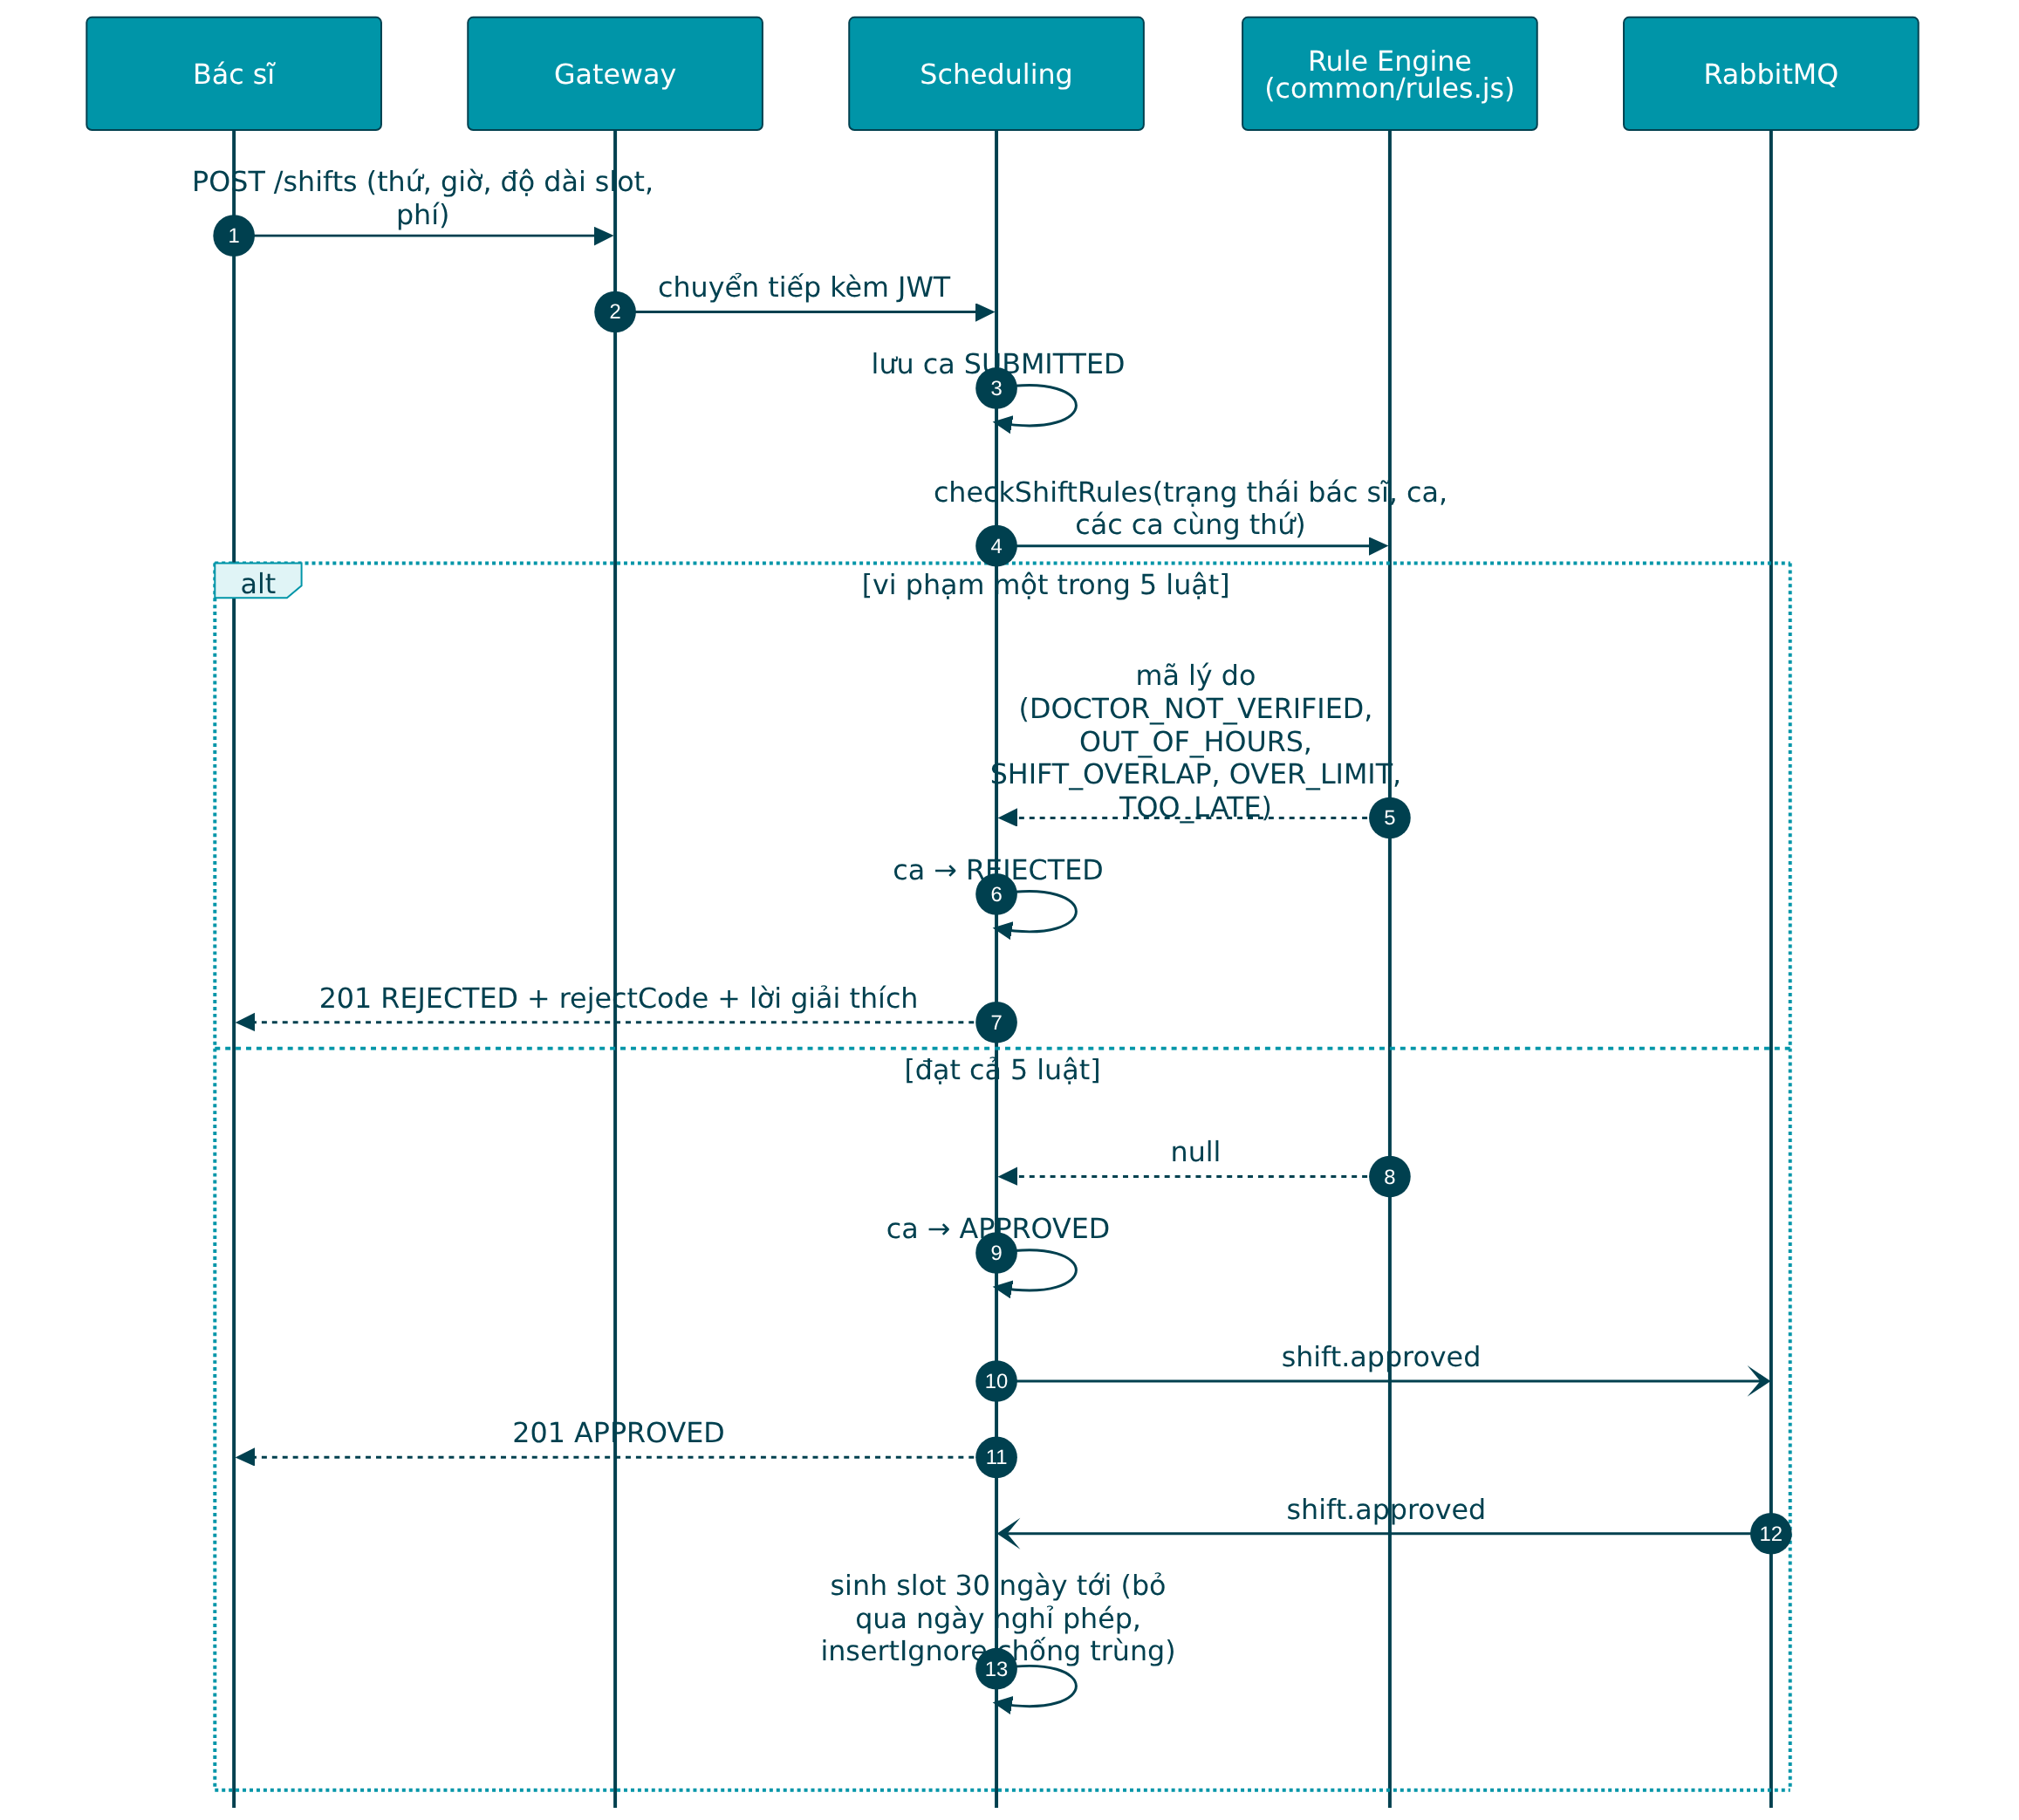 Bác sĩ
Gateway
Scheduling
Rule Engine
(common/rules.js)
RabbitMQ
POST /shifts (thứ, giờ, độ dài slot,
phí)
1
chuyển tiếp kèm JWT
2
lưu ca SUBMITTED
3
checkShiftRules(trạng thái bác sĩ, ca,
các ca cùng thứ)
4
alt
[vi phạm một trong 5 luật]
mã lý do
(DOCTOR_NOT_VERIFIED,
OUT_OF_HOURS,
SHIFT_OVERLAP, OVER_LIMIT,
TOO_LATE)
5
ca → REJECTED
6
201 REJECTED + rejectCode + lời giải thích
7
[đạt cả 5 luật]
null
8
ca → APPROVED
9
shift.approved
10
201 APPROVED
11
shift.approved
12
sinh slot 30 ngày tới (bỏ
qua ngày nghỉ phép,
insertIgnore chống trùng)
13